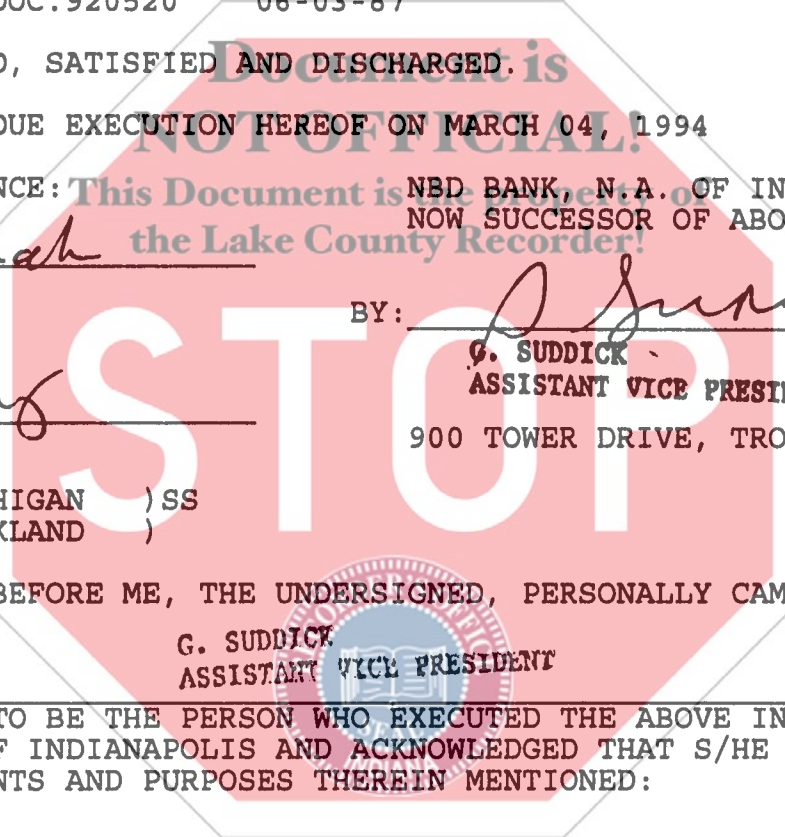 DOC.920520 06-03-87
D, SATISFIED AND DISCHARGED.
Document is
DUE EXECUTION HEREOF ON MARCH 04, 1994
NOT OFFICIAL!
NCE:
This Document is the property of
NBD BANK, N.A. OF IN
NOW SUCCESSOR OF ABO
the Lake County Recorder!
STOP
BY:
G. SUDDICK
ASSISTANT VICE PRESI
900 TOWER DRIVE, TRO
HIGAN )SS
KLAND )
BEFORE ME, THE UNDERSIGNED, PERSONALLY CAM
G. SUDDICK
ASSISTANT VICE PRESIDENT
SEAL
INDIANA
TO BE THE PERSON WHO EXECUTED THE ABOVE IN
F INDIANAPOLIS AND ACKNOWLEDGED THAT S/HE
NTS AND PURPOSES THEREIN MENTIONED: